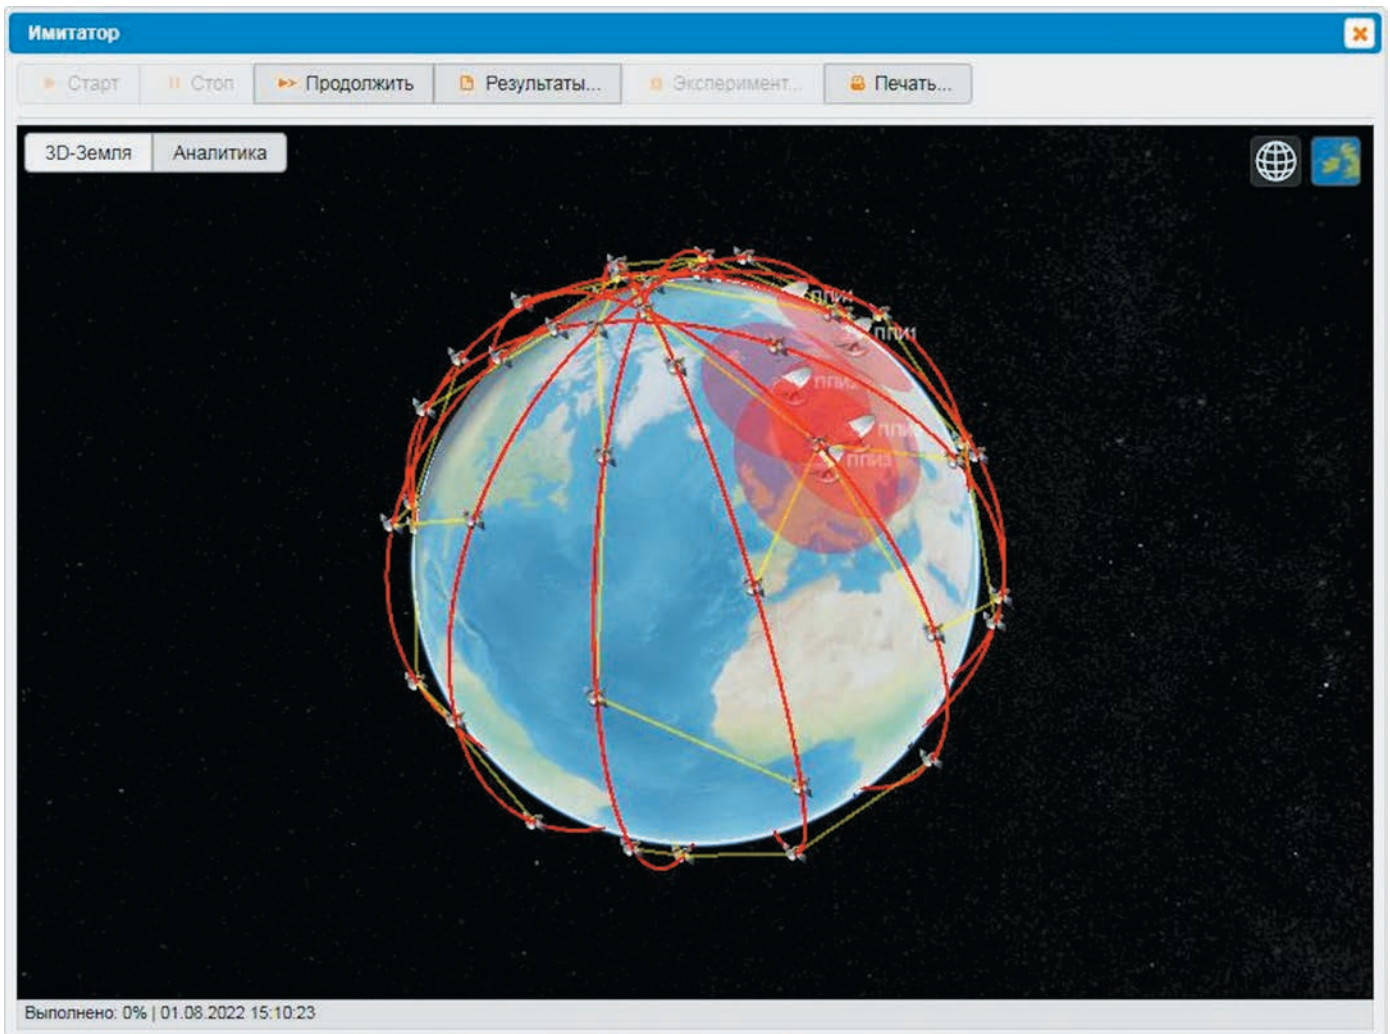 Имитатор
Старт Стоп Продолжить Результаты... Эксперимент... Печать...
3D-Земля Аналитика
ППИ1
ППИ3
Выполнено: 0% | 01.08.2022 15:10:23